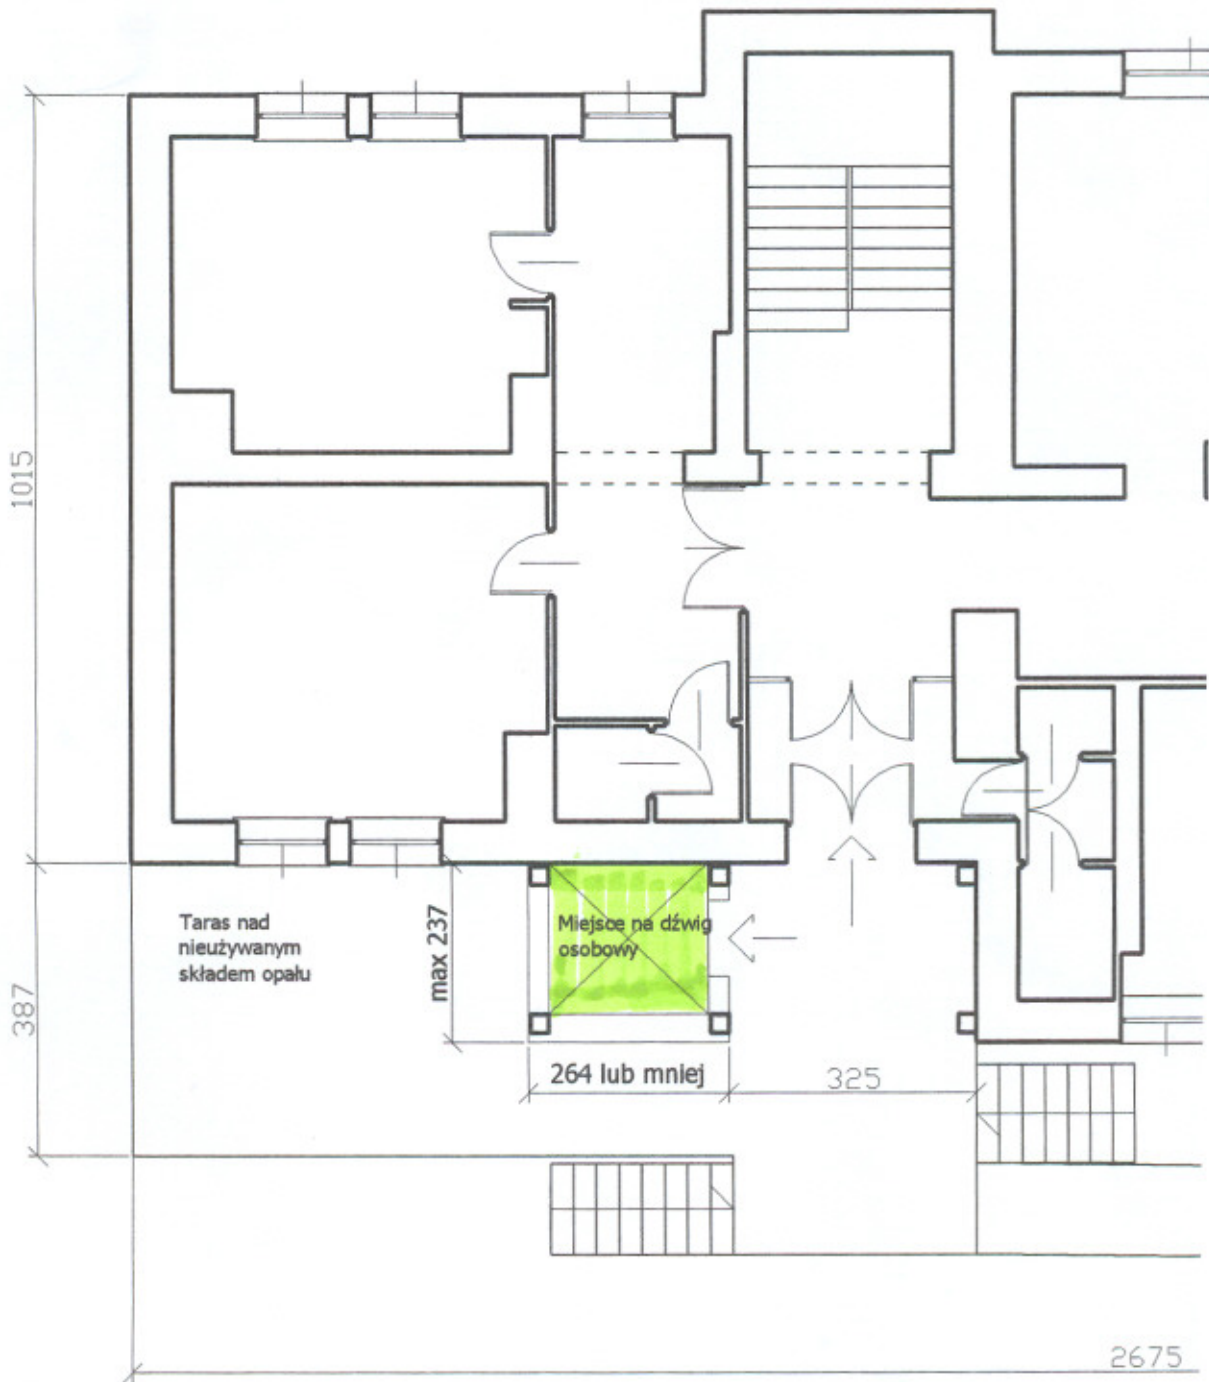 1015
Taras nad
nieużywanym
składem opału
max 237
Miejsce na dźwig
osobowy
387
264 lub mniej
325
2675